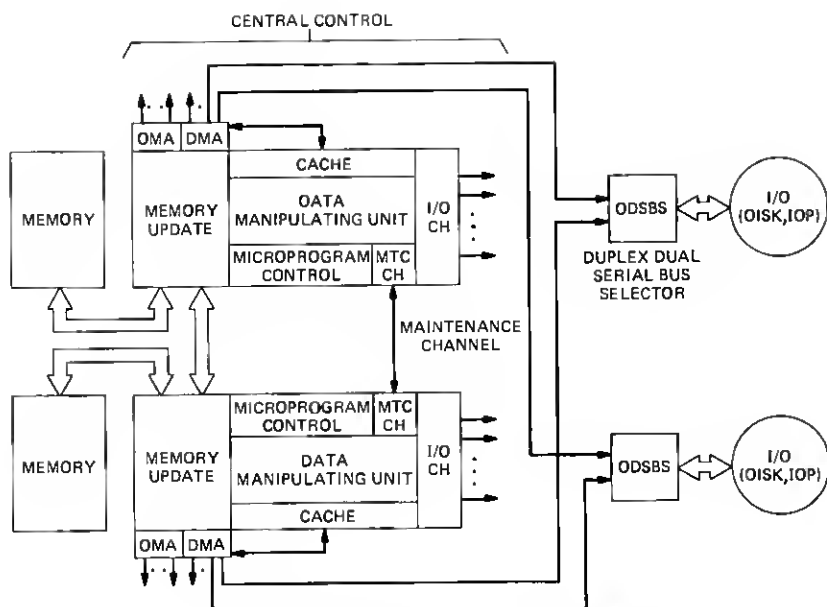 CENTRAL CONTROL
OMA
DMA
MEMORY
MEMORY
UPDATE
CACHE
OATA
MANIPULATING UNIT
MICROPROGRAM
CONTROL
MTC
CH
I/O
CH
ODSBS
DUPLEX DUAL
SERIAL BUS
SELECTOR
I/O
(OISK,IOP)
MAINTENANCE
CHANNEL
MEMORY
MEMORY
UPDATE
MICROPROGRAM
CONTROL
MTC
CH
DATA
MANIPULATING UNIT
CACHE
I/O
CH
OMA
DMA
ODSBS
I/O
(OISK,IOP)